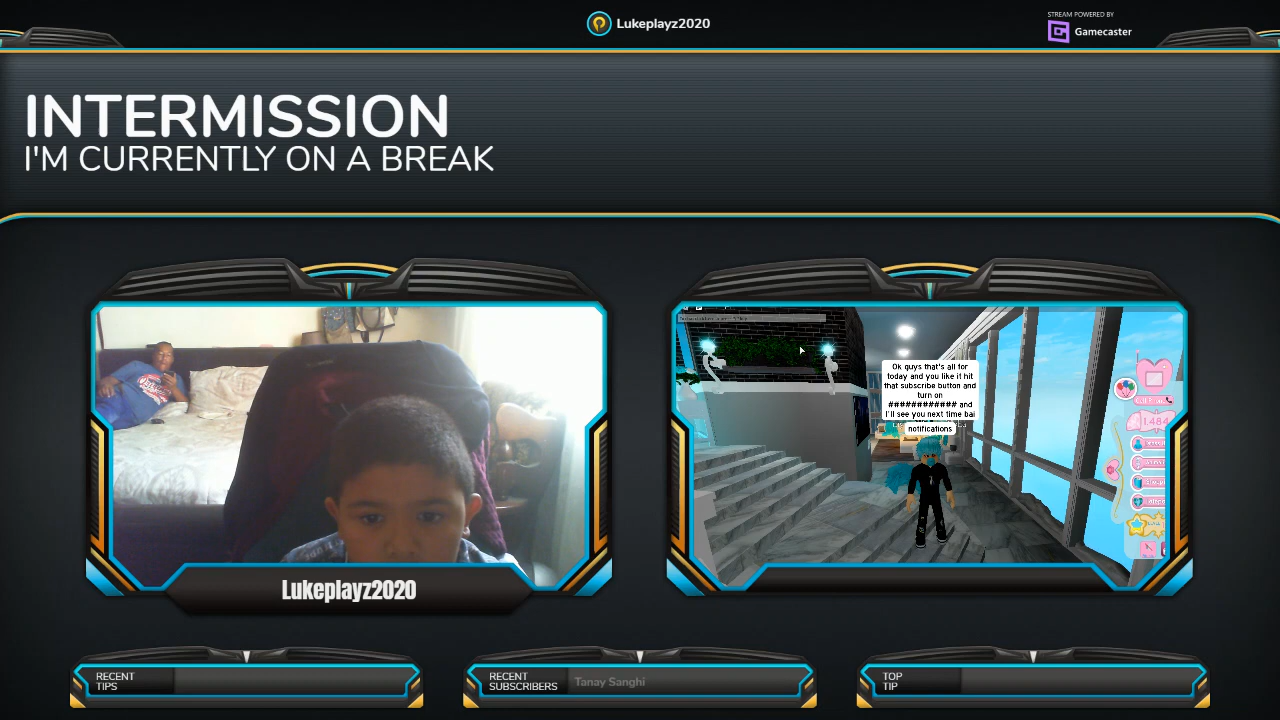 Lukeplayz2020
STREAM POWERED BY
Gamecaster
INTERMISSION
I'M CURRENTLY ON A BREAK
Ok guys that's all for
today and you like it hit
that subscribe button and
turn on
############ and
I'll see you next time bai
notifications
1,484
Lukeplayz2020
RECENT
TIPS
RECENT
SUBSCRIBERS
Tanay Sanghi
TOP
TIP